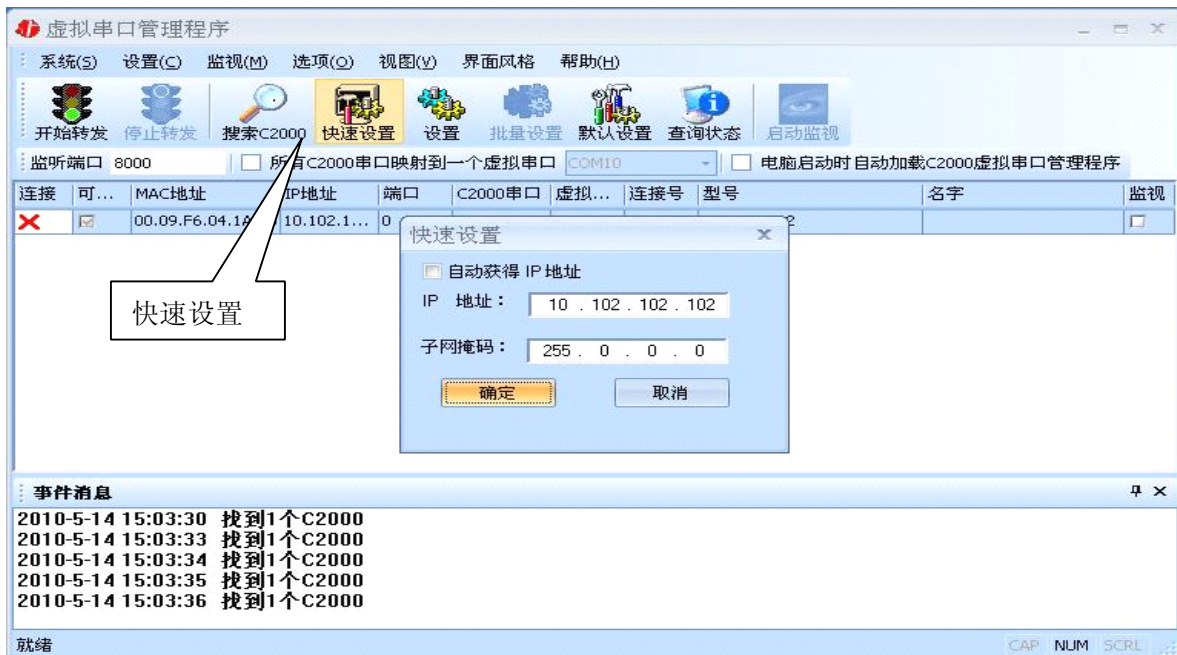 虚拟串口管理程序
系统(S) 设置(C) 监视(M) 选项(O) 视图(V) 界面风格 帮助(H)
开始转发 停止转发 搜索C2000 快速设置 设置 批量设置 默认设置 查询状态 启动监视
监听端口 8000 所有C2000串口映射到一个虚拟串口 COM10 电脑启动时自动加载C2000虚拟串口管理程序
连接 可... MAC地址 IP地址 端口 C2000串口 虚拟... 连接号 型号 名字 监视
00.09.F6.04.1A 10.102.1... 0 2
快速设置
自动获得 IP 地址
IP 地址： 10 . 102 . 102 . 102
子网掩码： 255 . 0 . 0 . 0
确定 取消
快速设置
事件消息
2010-5-14 15:03:30 找到1个C2000
2010-5-14 15:03:33 找到1个C2000
2010-5-14 15:03:34 找到1个C2000
2010-5-14 15:03:35 找到1个C2000
2010-5-14 15:03:36 找到1个C2000
就绪 CAP NUM SCRL